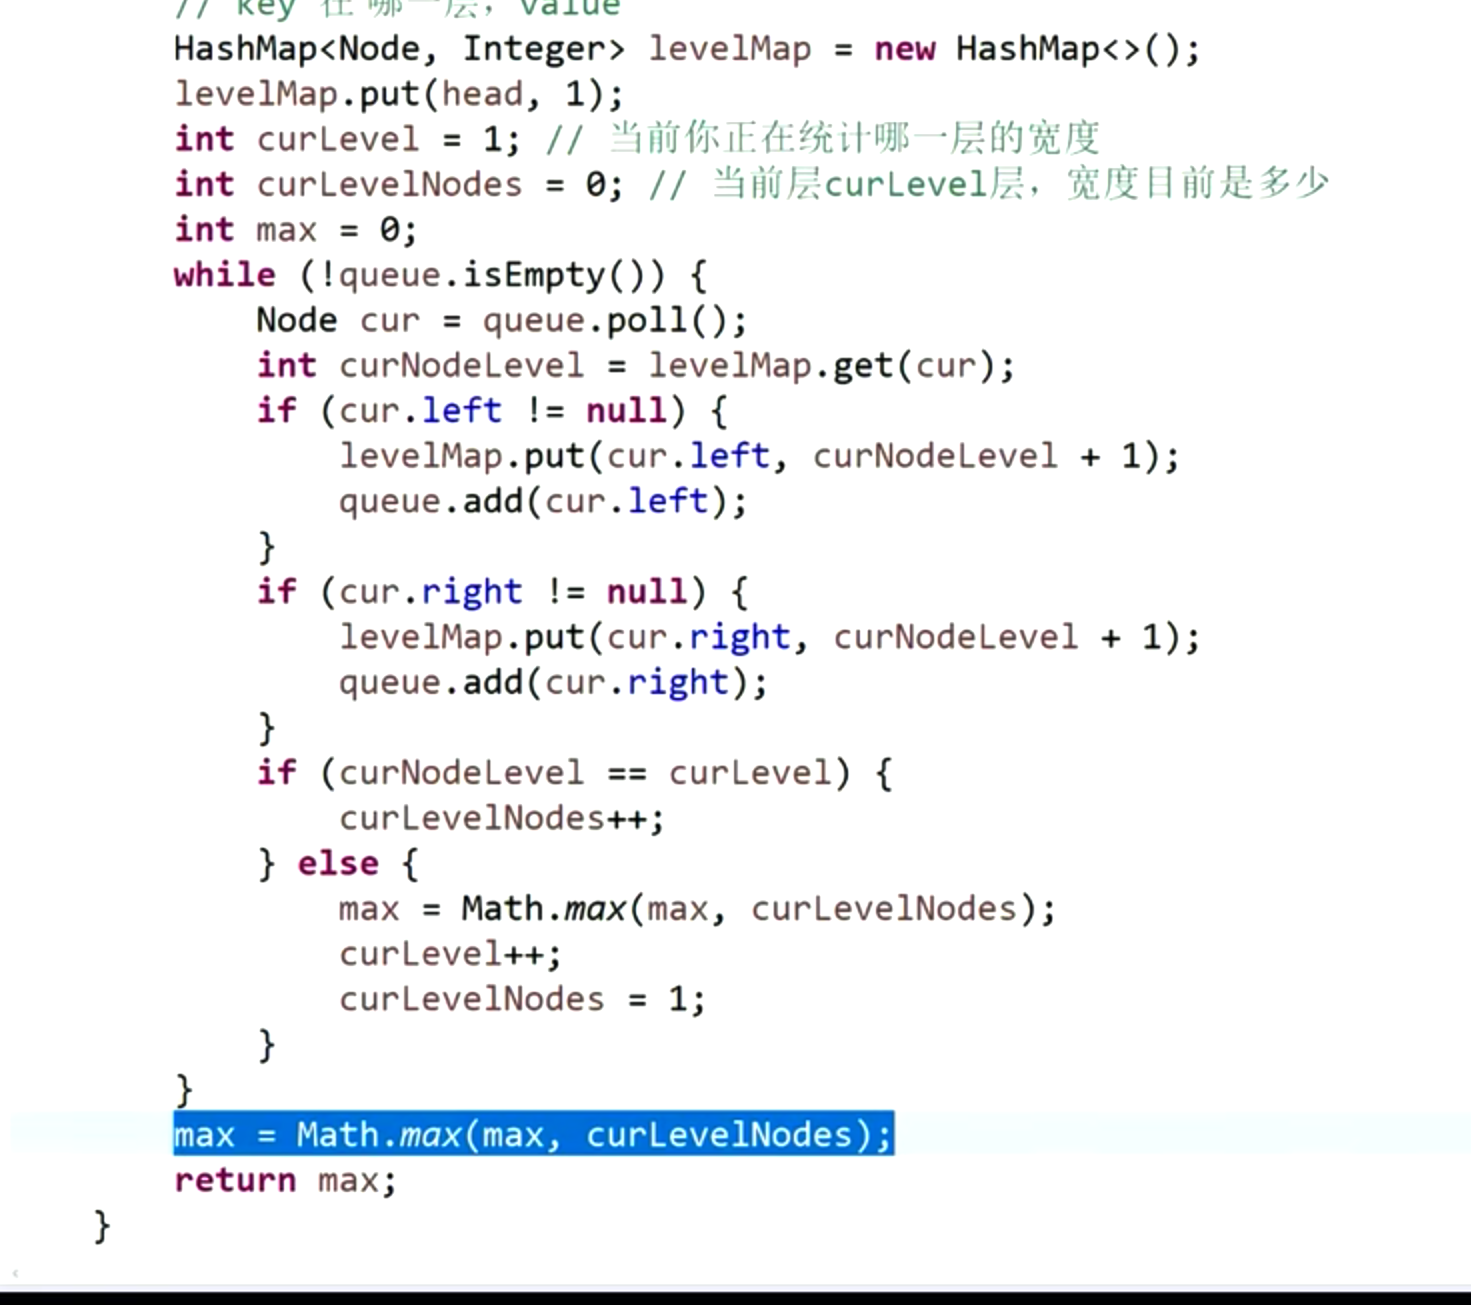 // key 在 哪一层，value
HashMap<Node, Integer> levelMap = new HashMap<>();
levelMap.put(head, 1);
int curLevel = 1; // 当前你正在统计哪一层的宽度
int curLevelNodes = 0; // 当前层curLevel层，宽度目前是多少
int max = 0;
while (!queue.isEmpty()) {
Node cur = queue.poll();
int curNodeLevel = levelMap.get(cur);
if (cur.left != null) {
levelMap.put(cur.left, curNodeLevel + 1);
queue.add(cur.left);
}
if (cur.right != null) {
levelMap.put(cur.right, curNodeLevel + 1);
queue.add(cur.right);
}
if (curNodeLevel == curLevel) {
curLevelNodes++;
} else {
max = Math.max(max, curLevelNodes);
curLevel++;
curLevelNodes = 1;
}
}
max = Math.max(max, curLevelNodes);
return max;
}